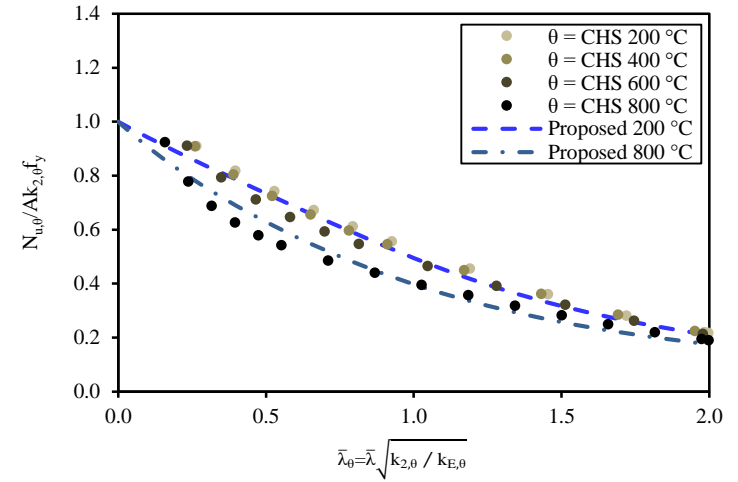 1.4
1.2
1.0
0.8
0.6
0.4
0.2
0.0
N_{u,θ}/Ak_{2,θ}f_y
θ = CHS 200 °C
θ = CHS 400 °C
θ = CHS 600 °C
θ = CHS 800 °C
Proposed 200 °C
Proposed 800 °C
0.0 0.5 1.0 1.5 2.0
λ̄_θ=λ̄√(k_{2,θ} / k_{E,θ})